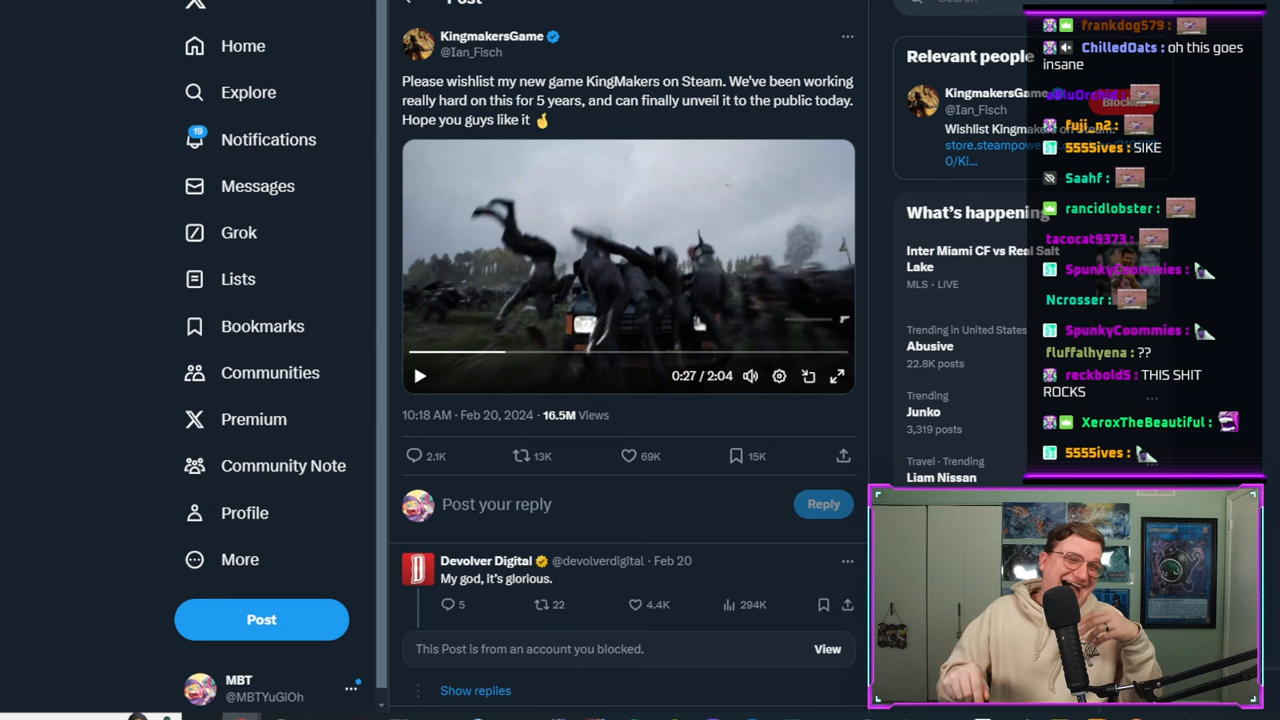 Post
Home
Explore
19
Notifications
Messages
Grok
Lists
Bookmarks
Communities
Premium
Community Note
Profile
More
Post
MBT
@MBTYuGiOh
KingmakersGame
@Ian_Fisch
Please wishlist my new game KingMakers on Steam. We've been working
really hard on this for 5 years, and can finally unveil it to the public today.
Hope you guys like it 🤞
0:27 / 2:04
10:18 AM · Feb 20, 2024 · 16.5M Views
2.1K 13K 69K 15K
Post your reply
Reply
Devolver Digital @devolverdigital · Feb 20
My god, it's glorious.
5 22 4.4K 294K
This Post is from an account you blocked.
View
Show replies
Relevant people
KingmakersGame
@Ian_Fisch
Blocked
Wishlist Kingmakers on Steam:
store.steampowe
0/Ki...
What's happening
Inter Miami CF vs Real Salt
Lake
MLS · LIVE
Trending in United States
Abusive
22.8K posts
Trending
Junko
3,319 posts
Travel · Trending
Liam Nissan
frankdog579 :
ChilledOats : oh this goes
insane
fuji_n2 :
5555ives : SIKE
Saahf :
rancidlobster :
tacocat9373 :
SpunkyCoommies :
Ncrosser :
SpunkyCoommies :
fluffalhyena : ??
reckbold5 : THIS SHIT
ROCKS
XeroxTheBeautiful :
5555ives :